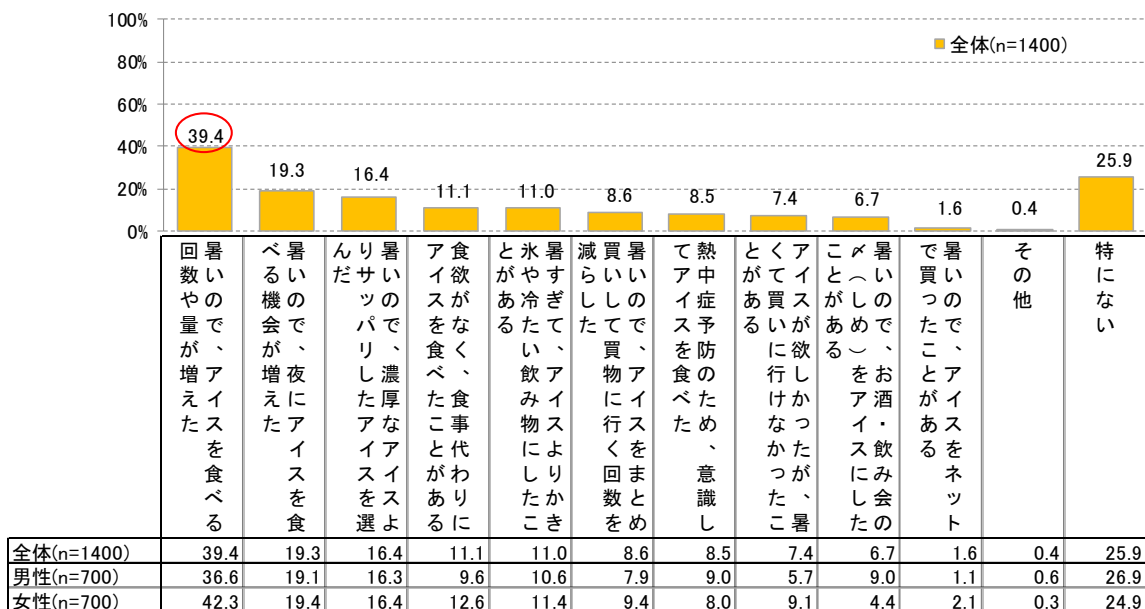 100%
80%
60%
40%
20%
0%
全体(n=1400)
39.4
19.3
16.4
11.1
11.0
8.6
8.5
7.4
6.7
1.6
0.4
25.9
暑いので、アイスを食べる
回数や量が増えた
暑いので、夜にアイスを食
べる機会が増えた
暑いので、濃厚なアイスよ
りサッパリしたアイスを選
んだ
食欲がなく、食事代わりに
アイスを食べたことがある
暑すぎて、アイスよりかき
氷や冷たい飲み物にしたこ
とがある
暑いので、アイスをまとめ
買いして買物に行く回数を
減らした
熱中症予防のため、意識し
てアイスを食べた
アイスが欲しかったが、暑
くて買いに行けなかったこ
とがある
暑いので、お酒・飲み会の
〆(しめ)をアイスにした
ことがある
暑いので、アイスをネット
で買ったことがある
その他
特にない
全体(n=1400) 39.4 19.3 16.4 11.1 11.0 8.6 8.5 7.4 6.7 1.6 0.4 25.9
男性(n=700) 36.6 19.1 16.3 9.6 10.6 7.9 9.0 5.7 9.0 1.1 0.6 26.9
女性(n=700) 42.3 19.4 16.4 12.6 11.4 9.4 8.0 9.1 4.4 2.1 0.3 24.9